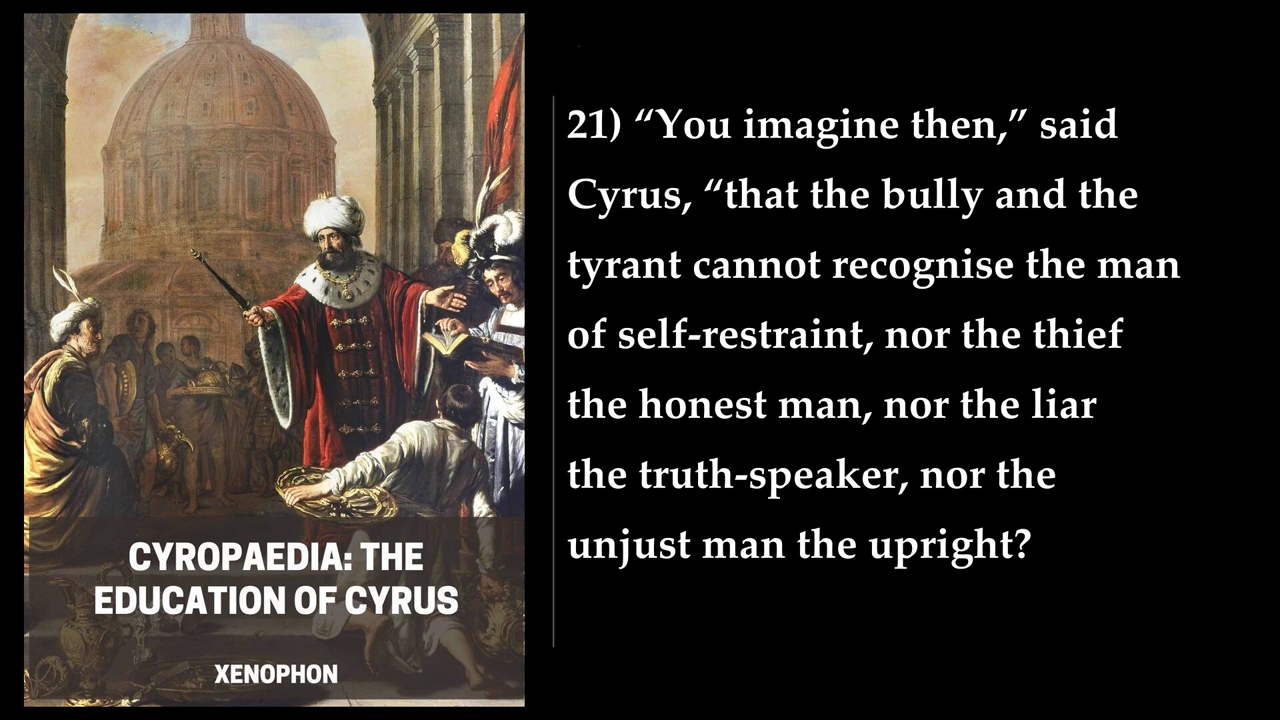 CYROPAEDIA: THE
EDUCATION OF CYRUS
XENOPHON
21) “You imagine then,” said
Cyrus, “that the bully and the
tyrant cannot recognise the man
of self-restraint, nor the thief
the honest man, nor the liar
the truth-speaker, nor the
unjust man the upright?